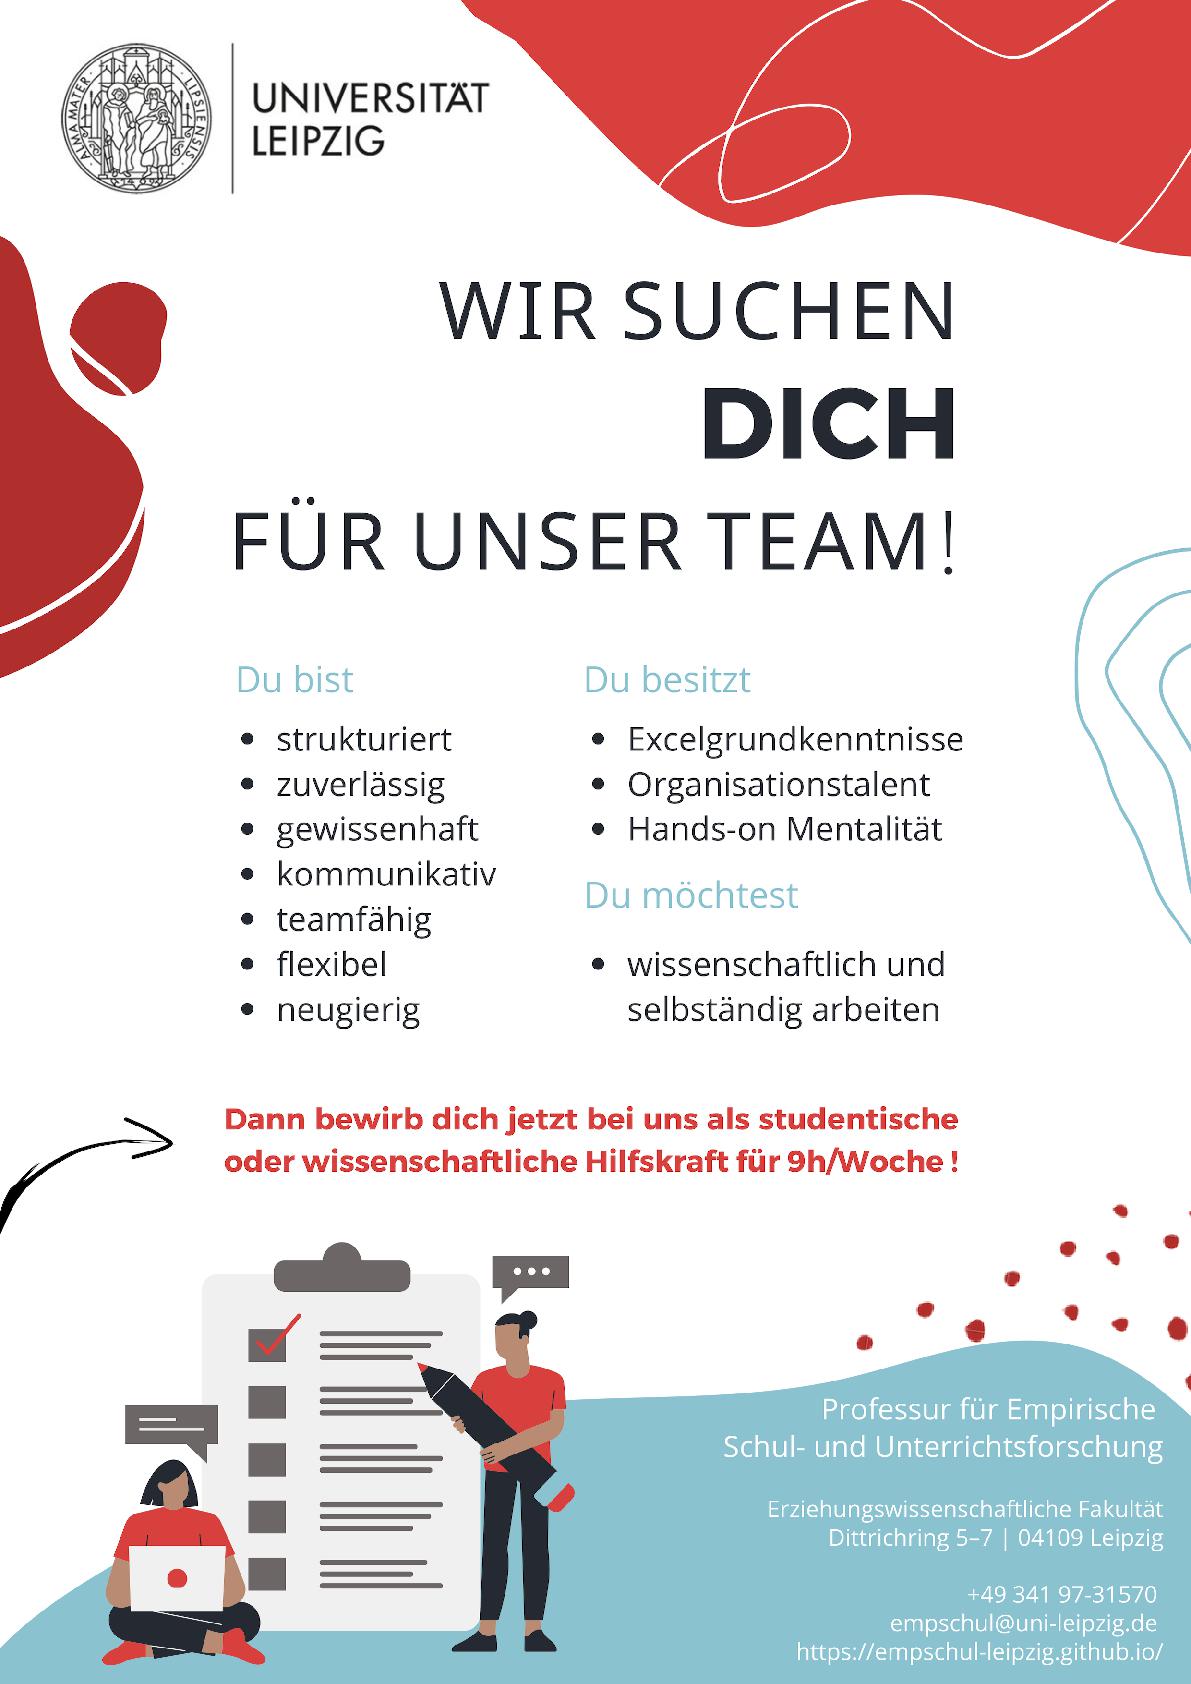 ALMA MATER LIPSIENSIS
UNIVERSITÄT
LEIPZIG
WIR SUCHEN
DICH
FÜR UNSER TEAM!
Du bist
• strukturiert
• zuverlässig
• gewissenhaft
• kommunikativ
• teamfähig
• flexibel
• neugierig
Du besitzt
• Excelgrundkenntnisse
• Organisationstalent
• Hands-on Mentalität
Du möchtest
• wissenschaftlich und
selbständig arbeiten
Dann bewirb dich jetzt bei uns als studentische
oder wissenschaftliche Hilfskraft für 9h/Woche !
Professur für Empirische
Schul- und Unterrichtsforschung
Erziehungswissenschaftliche Fakultät
Dittrichring 5–7 | 04109 Leipzig
+49 341 97-31570
empschul@uni-leipzig.de
https://empschul-leipzig.github.io/